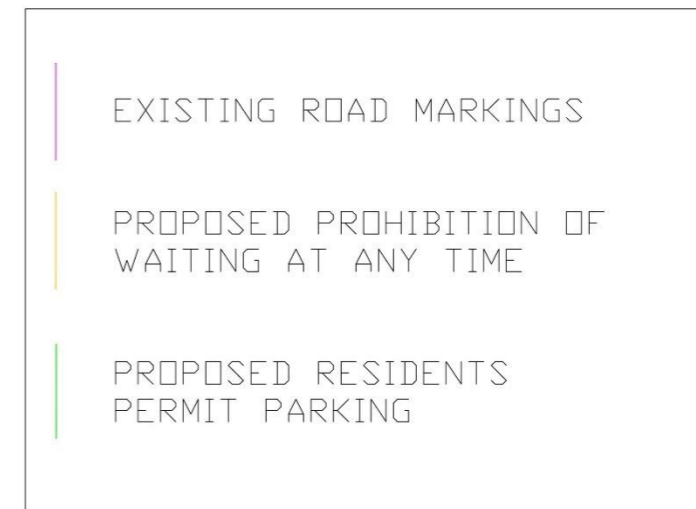 EXISTING ROAD MARKINGS
PROPOSED PROHIBITION OF
WAITING AT ANY TIME
PROPOSED RESIDENTS
PERMIT PARKING